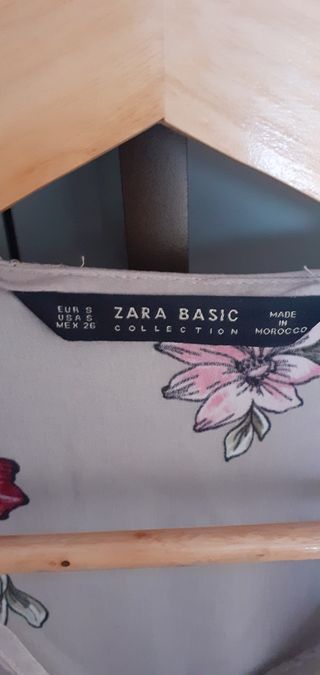 EUR S
USA S
MEX 26
ZARA BASIC
COLLECTION
MADE
IN
MOROCCO